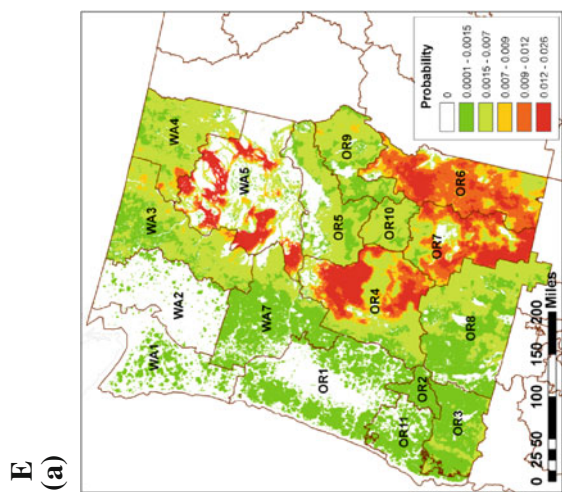 E
(a)
Probability
0
0.0001 - 0.0015
0.0015 - 0.007
0.007 - 0.009
0.009 - 0.012
0.012 - 0.026
WA1
WA2
WA3
WA4
WA5
WA7
OR1
OR2
OR3
OR4
OR5
OR6
OR7
OR8
OR9
OR10
OR11
0 25 50 100 150 200
Miles